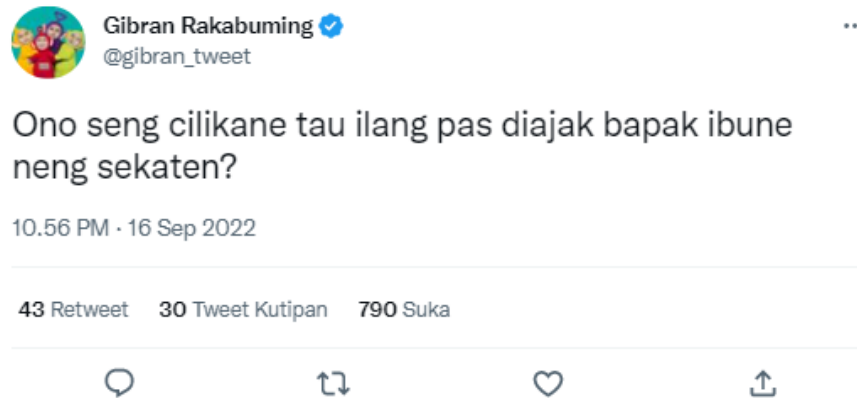 Gibran Rakabuming
@gibran_tweet
Ono seng cilikane tau ilang pas diajak bapak ibune
neng sekaten?
10.56 PM · 16 Sep 2022
43 Retweet 30 Tweet Kutipan 790 Suka